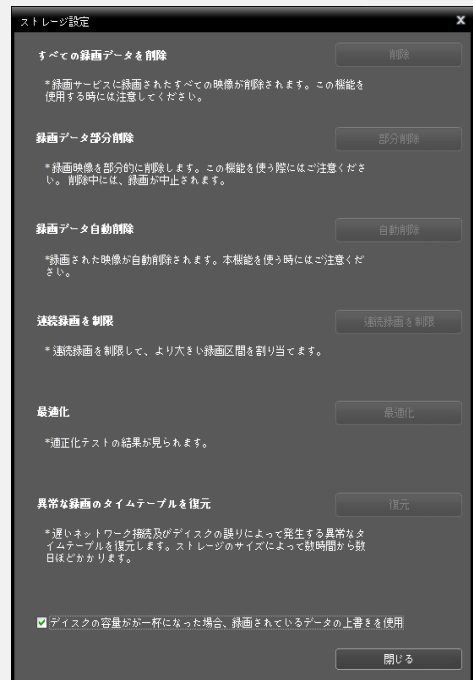 ストレージ設定
X
すべての録画データを削除
削除
*録画サービスに録画されたすべての映像が削除されます。この機能を
使用する時には注意してください。
録画データ部分削除
部分削除
*録画映像を部分的に削除します。この機能を使う際にはご注意くださ
い。 削除中には、録画が中止されます。
録画データ自動削除
自動削除
*録画された映像が自動削除されます。本機能を使う時にはご注意くだ
さい。
連続録画を制限
連続録画を制限
* 連続録画を制限して、より大きい録画区間を割り当てます。
最適化
最適化
*適正化テストの結果が見られます。
異常な録画のタイムテーブルを復元
復元
*遅いネットワーク接続及びディスクの誤りによって発生する異常なタ
イムテーブルを復元します。ストレージのサイズによって数時間から数
日ほどかかります。
ディスクの容量がが一杯になった場合、録画されているデータの上書きを使用
閉じる